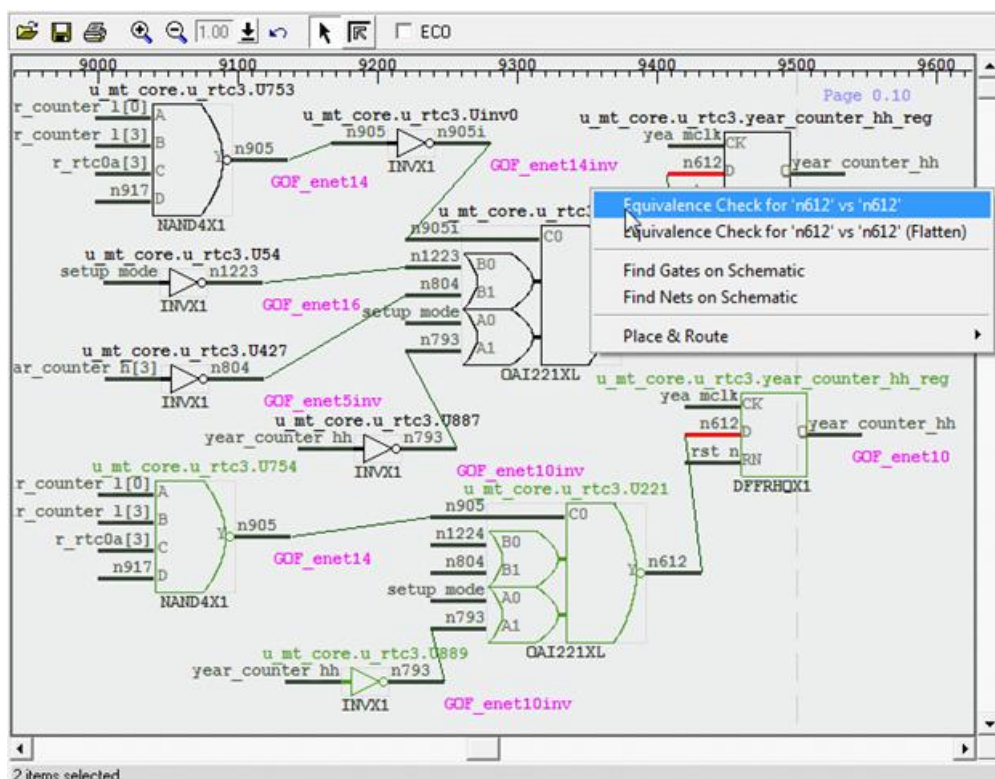 1.00 ECO
9000 9100 9200 9300 9400 9500 9600
Page 0.10
u_mt_core.u_rtc3.U753
r_counter_l[0] A
r_counter_l[3] B
r_rtc0a[3] C
n917 D
Y n905
NAND4X1
GOF_enet14
u_mt_core.u_rtc3.Uinv0
n905 n905i
INVX1
GOF_enet14inv
u_mt_core.u_rtc3.year_counter_hh_reg
yea_mclk CK
n612 D
year_counter_hh
Equivalence Check for 'n612' vs 'n612'
Equivalence Check for 'n612' vs 'n612' (Flatten)
Find Gates on Schematic
Find Nets on Schematic
Place & Route
n905i C0
n1223 B0
n804 B1
setup_mode A0
n793 A1
OAI221XL
u_mt_core.u_rtc3.U54
setup_mode n1223
INVX1
GOF_enet16
u_mt_core.u_rtc3.U427
n804
INVX1
GOF_enet5inv
u_mt_core.u_rtc3.U887
year_counter_hh n793
INVX1
GOF_enet10inv
u_mt_core.u_rtc3.year_counter_hh_reg
yea_mclk CK
n612 D
rst_n RN
Q year_counter_hh
DFFRHQX1
GOF_enet10
u_mt_core.u_rtc3.U754
r_counter_l[0] A
r_counter_l[3] B
r_rtc0a[3] C
n917 D
Y n905
NAND4X1
GOF_enet14
u_mt_core.u_rtc3.U221
n905 C0
n1224 B0
n804 B1
setup_mode A0
n793 A1
Y n612
OAI221XL
u_mt_core.u_rtc3.U889
year_counter_hh n793
INVX1
GOF_enet10inv
2 items selected